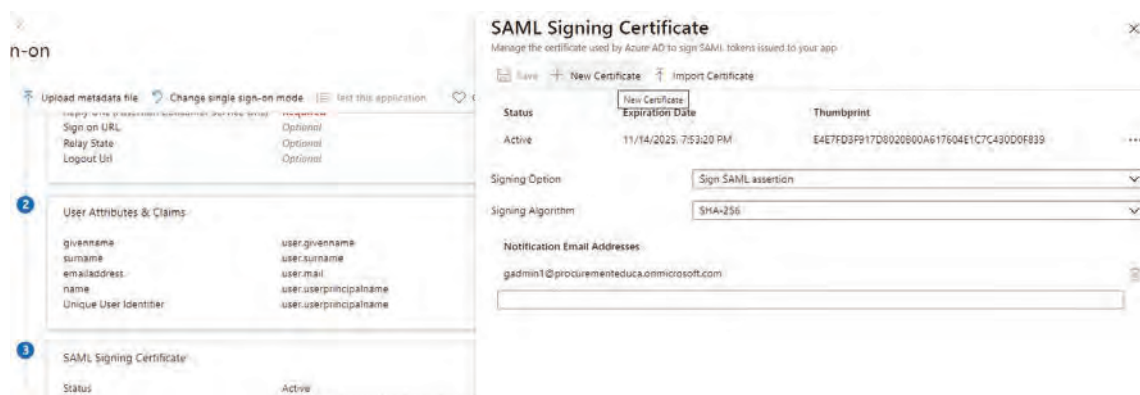 n-on
Upload metadata file
Change single sign-on mode
Test this application
Required
Sign on URL Optional
Relay State Optional
Logout Url Optional
2
User Attributes & Claims
givenname user.givenname
surname user.surname
emailaddress user.mail
name user.userprincipalname
Unique User Identifier user.userprincipalname
3
SAML Signing Certificate
Status Active
SAML Signing Certificate
Manage the certificate used by Azure AD to sign SAML tokens issued to your app
Save
New Certificate
Import Certificate
New Certificate
Status Expiration Date Thumbprint
Active 11/14/2025, 7:53:20 PM
Signing Option Sign SAML assertion
Signing Algorithm SHA-256
Notification Email Addresses
gadmin1@procurementeduca.onmicrosoft.com